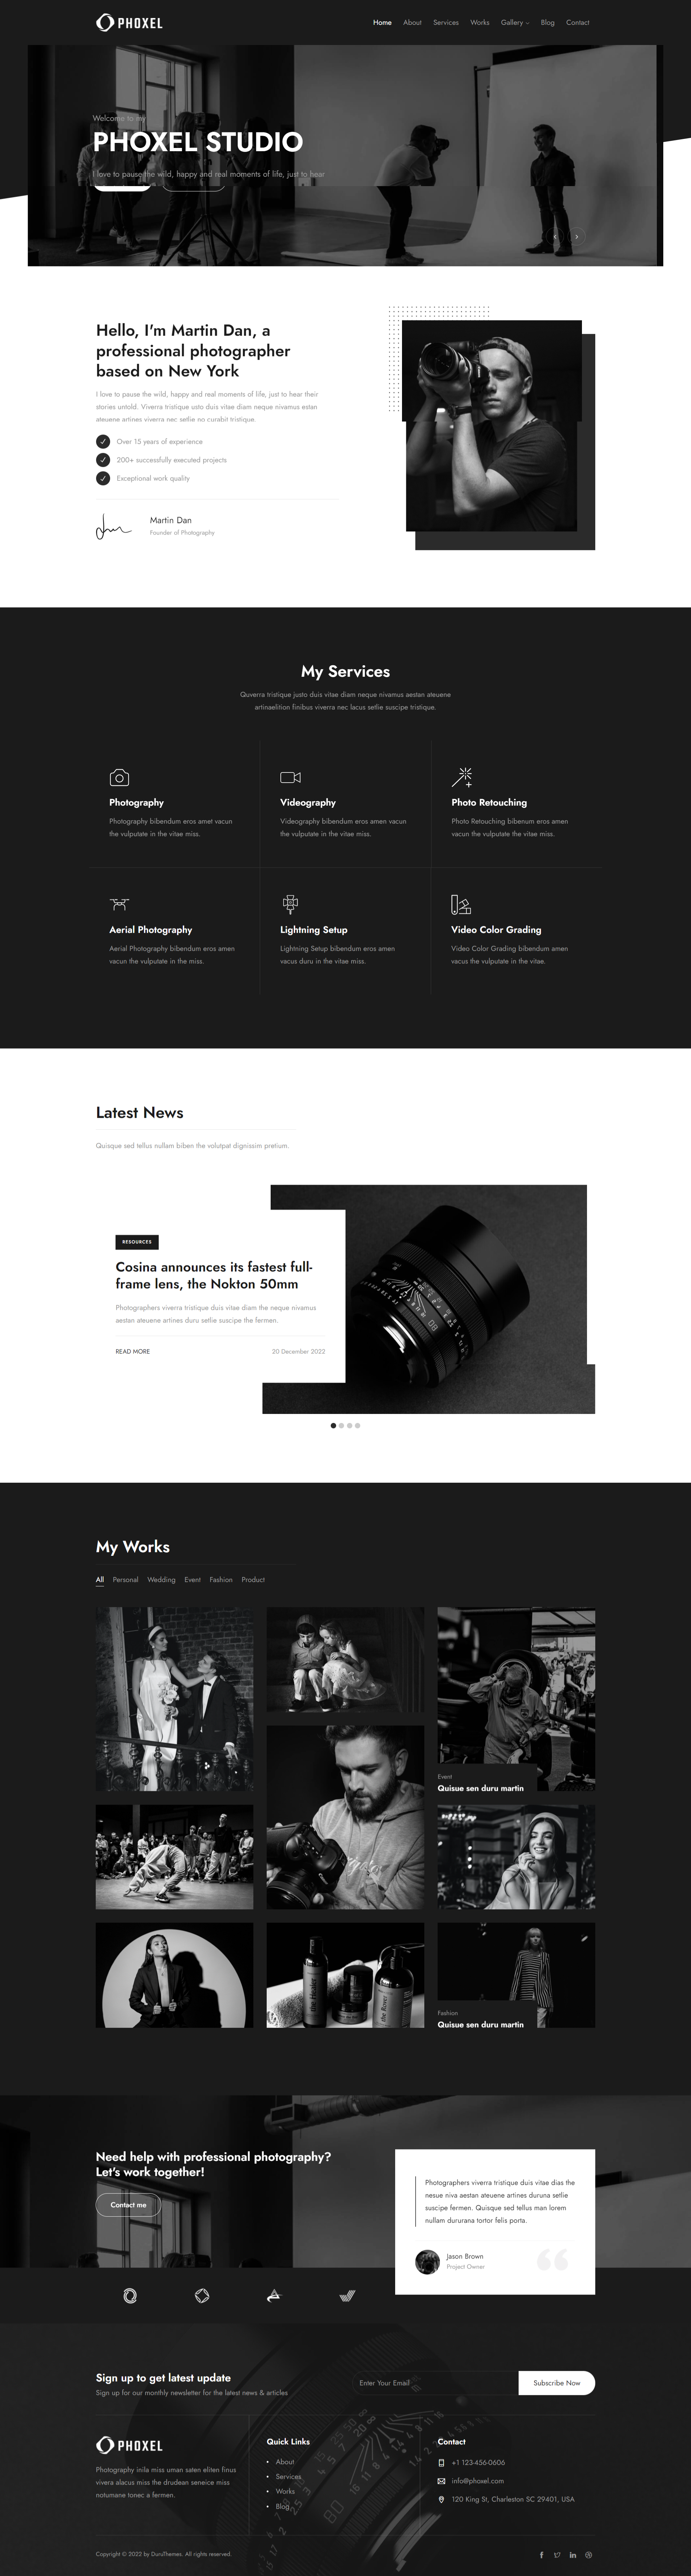 PHOXEL
Home About Services Works Gallery Blog Contact
Welcome to my
PHOXEL STUDIO
I love to pause the wild, happy and real moments of life, just to hear
Hello, I'm Martin Dan, a
professional photographer
based on New York
I love to pause the wild, happy and real moments of life, just to hear their
stories untold. Viverra tristique usto duis vitae diam neque nivamus estan
ateuene artines viverra nec setlie no curabit tristique.
Over 15 years of experience
200+ successfully executed projects
Exceptional work quality
Martin Dan
Founder of Photography
My Services
Quverra tristique justo duis vitae diam neque nivamus aestan ateuene
artinaelition finibus viverra nec lacus setlie suscipe tristique.
Photography
Photography bibendum eros amet vacun
the vulputate in the vitae miss.
Videography
Videography bibendum eros amen vacun
the vulputate in the vitae miss.
Photo Retouching
Photo Retouching bibenum eros amen
vacun the vulputate the vitae miss.
Aerial Photography
Aerial Photography bibendum eros amen
vacun the vulputate in the miss.
Lightning Setup
Lightning Setup bibendum eros amen
vacus duru in the vitae miss.
Video Color Grading
Video Color Grading bibendum amen
vacus the vulputate in the vitae.
Latest News
Quisque sed tellus nullam biben the volutpat dignissim pretium.
RESOURCES
Cosina announces its fastest full-
frame lens, the Nokton 50mm
Photographers viverra tristique duis vitae diam the neque nivamus
aestan ateuene artines duru setlie suscipe the fermen.
READ MORE 20 December 2022
My Works
All Personal Wedding Event Fashion Product
Event
Quisue sen duru martin
Fashion
Quisue sen duru martin
Need help with professional photography?
Let's work together!
Contact me
Photographers viverra tristique duis vitae dias the
nesue niva aestan ateuene artines duruna setlie
suscipe fermen. Quisque sed tellus man lorem
nullam dururana tortor felis porta.
Jason Brown
Project Owner
Sign up to get latest update
Sign up for our monthly newsletter for the latest news & articles
Enter Your Email
Subscribe Now
PHOXEL
Photography inila miss uman saten eliten finus
vivera alacus miss the drudean seneice miss
notumane tonec a fermen.
Quick Links
About
Services
Works
Blog
Contact
+1 123-456-0606
info@phoxel.com
120 King St, Charleston SC 29401, USA
Copyright © 2022 by DuruThemes. All rights reserved.